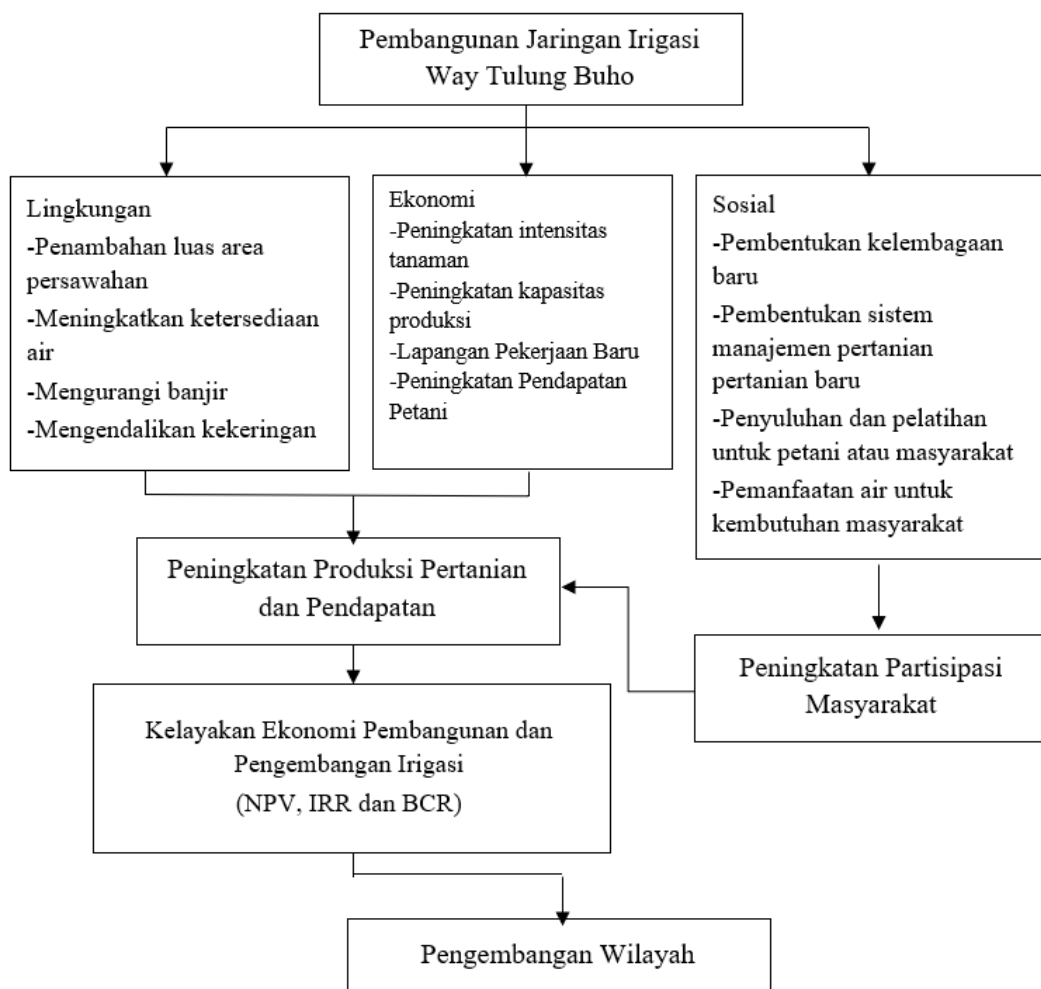 Pembangunan Jaringan Irigasi
Way Tulung Buho
Lingkungan
-Penambahan luas area
persawahan
-Meningkatkan ketersediaan
air
-Mengurangi banjir
-Mengendalikan kekeringan
Ekonomi
-Peningkatan intensitas
tanaman
-Peningkatan kapasitas
produksi
-Lapangan Pekerjaan Baru
-Peningkatan Pendapatan
Petani
Sosial
-Pembentukan kelembagaan
baru
-Pembentukan sistem
manajemen pertanian
pertanian baru
-Penyuluhan dan pelatihan
untuk petani atau masyarakat
-Pemanfaatan air untuk
kembutuhan masyarakat
Peningkatan Produksi Pertanian
dan Pendapatan
Peningkatan Partisipasi
Masyarakat
Kelayakan Ekonomi Pembangunan dan
Pengembangan Irigasi
(NPV, IRR dan BCR)
Pengembangan Wilayah